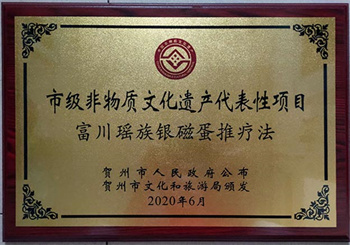 市级非物质文化遗产代表性项目
富川瑶族银磁蛋推疗法
贺州市人民政府公布
贺州市文化和旅游局颁发
2020年6月